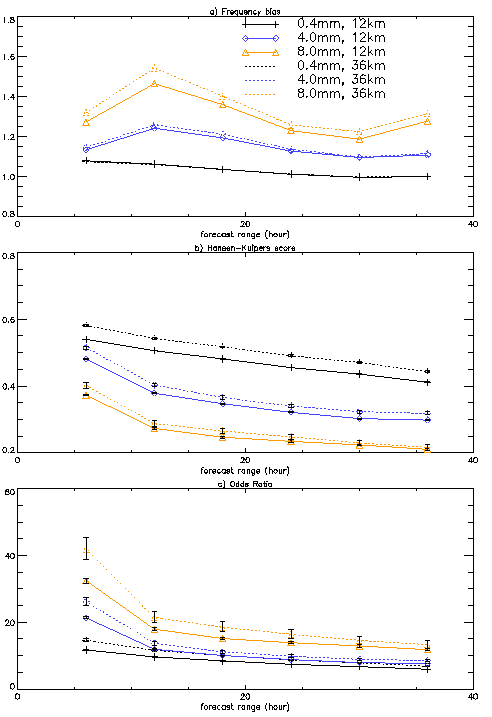 a) Frequency bias
1.8
0.4mm, 12km
4.0mm, 12km
1.6
8.0mm, 12km
0.4mm, 36km
4.0mm, 36km
1.4
8.0mm, 36km
1.2
1.0
0.8
0 20 40
forecast range (hour)
b) Hansen-Kuipers score
0.8
0.6
0.4
0.2
0 20 40
forecast range (hour)
c) Odds Ratio
60
40
20
0
0 20 40
forecast range (hour)